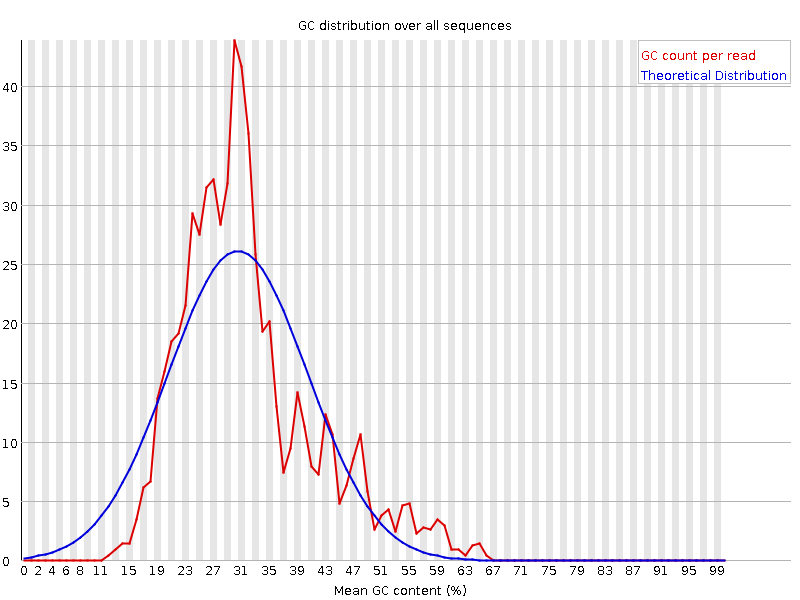 GC distribution over all sequences
GC count per read
Theoretical Distribution
40
35
30
25
20
15
10
5
0
0 2 4 6 8 11 15 19 23 27 31 35 39 43 47 51 55 59 63 67 71 75 79 83 87 91 95 99
Mean GC content (%)